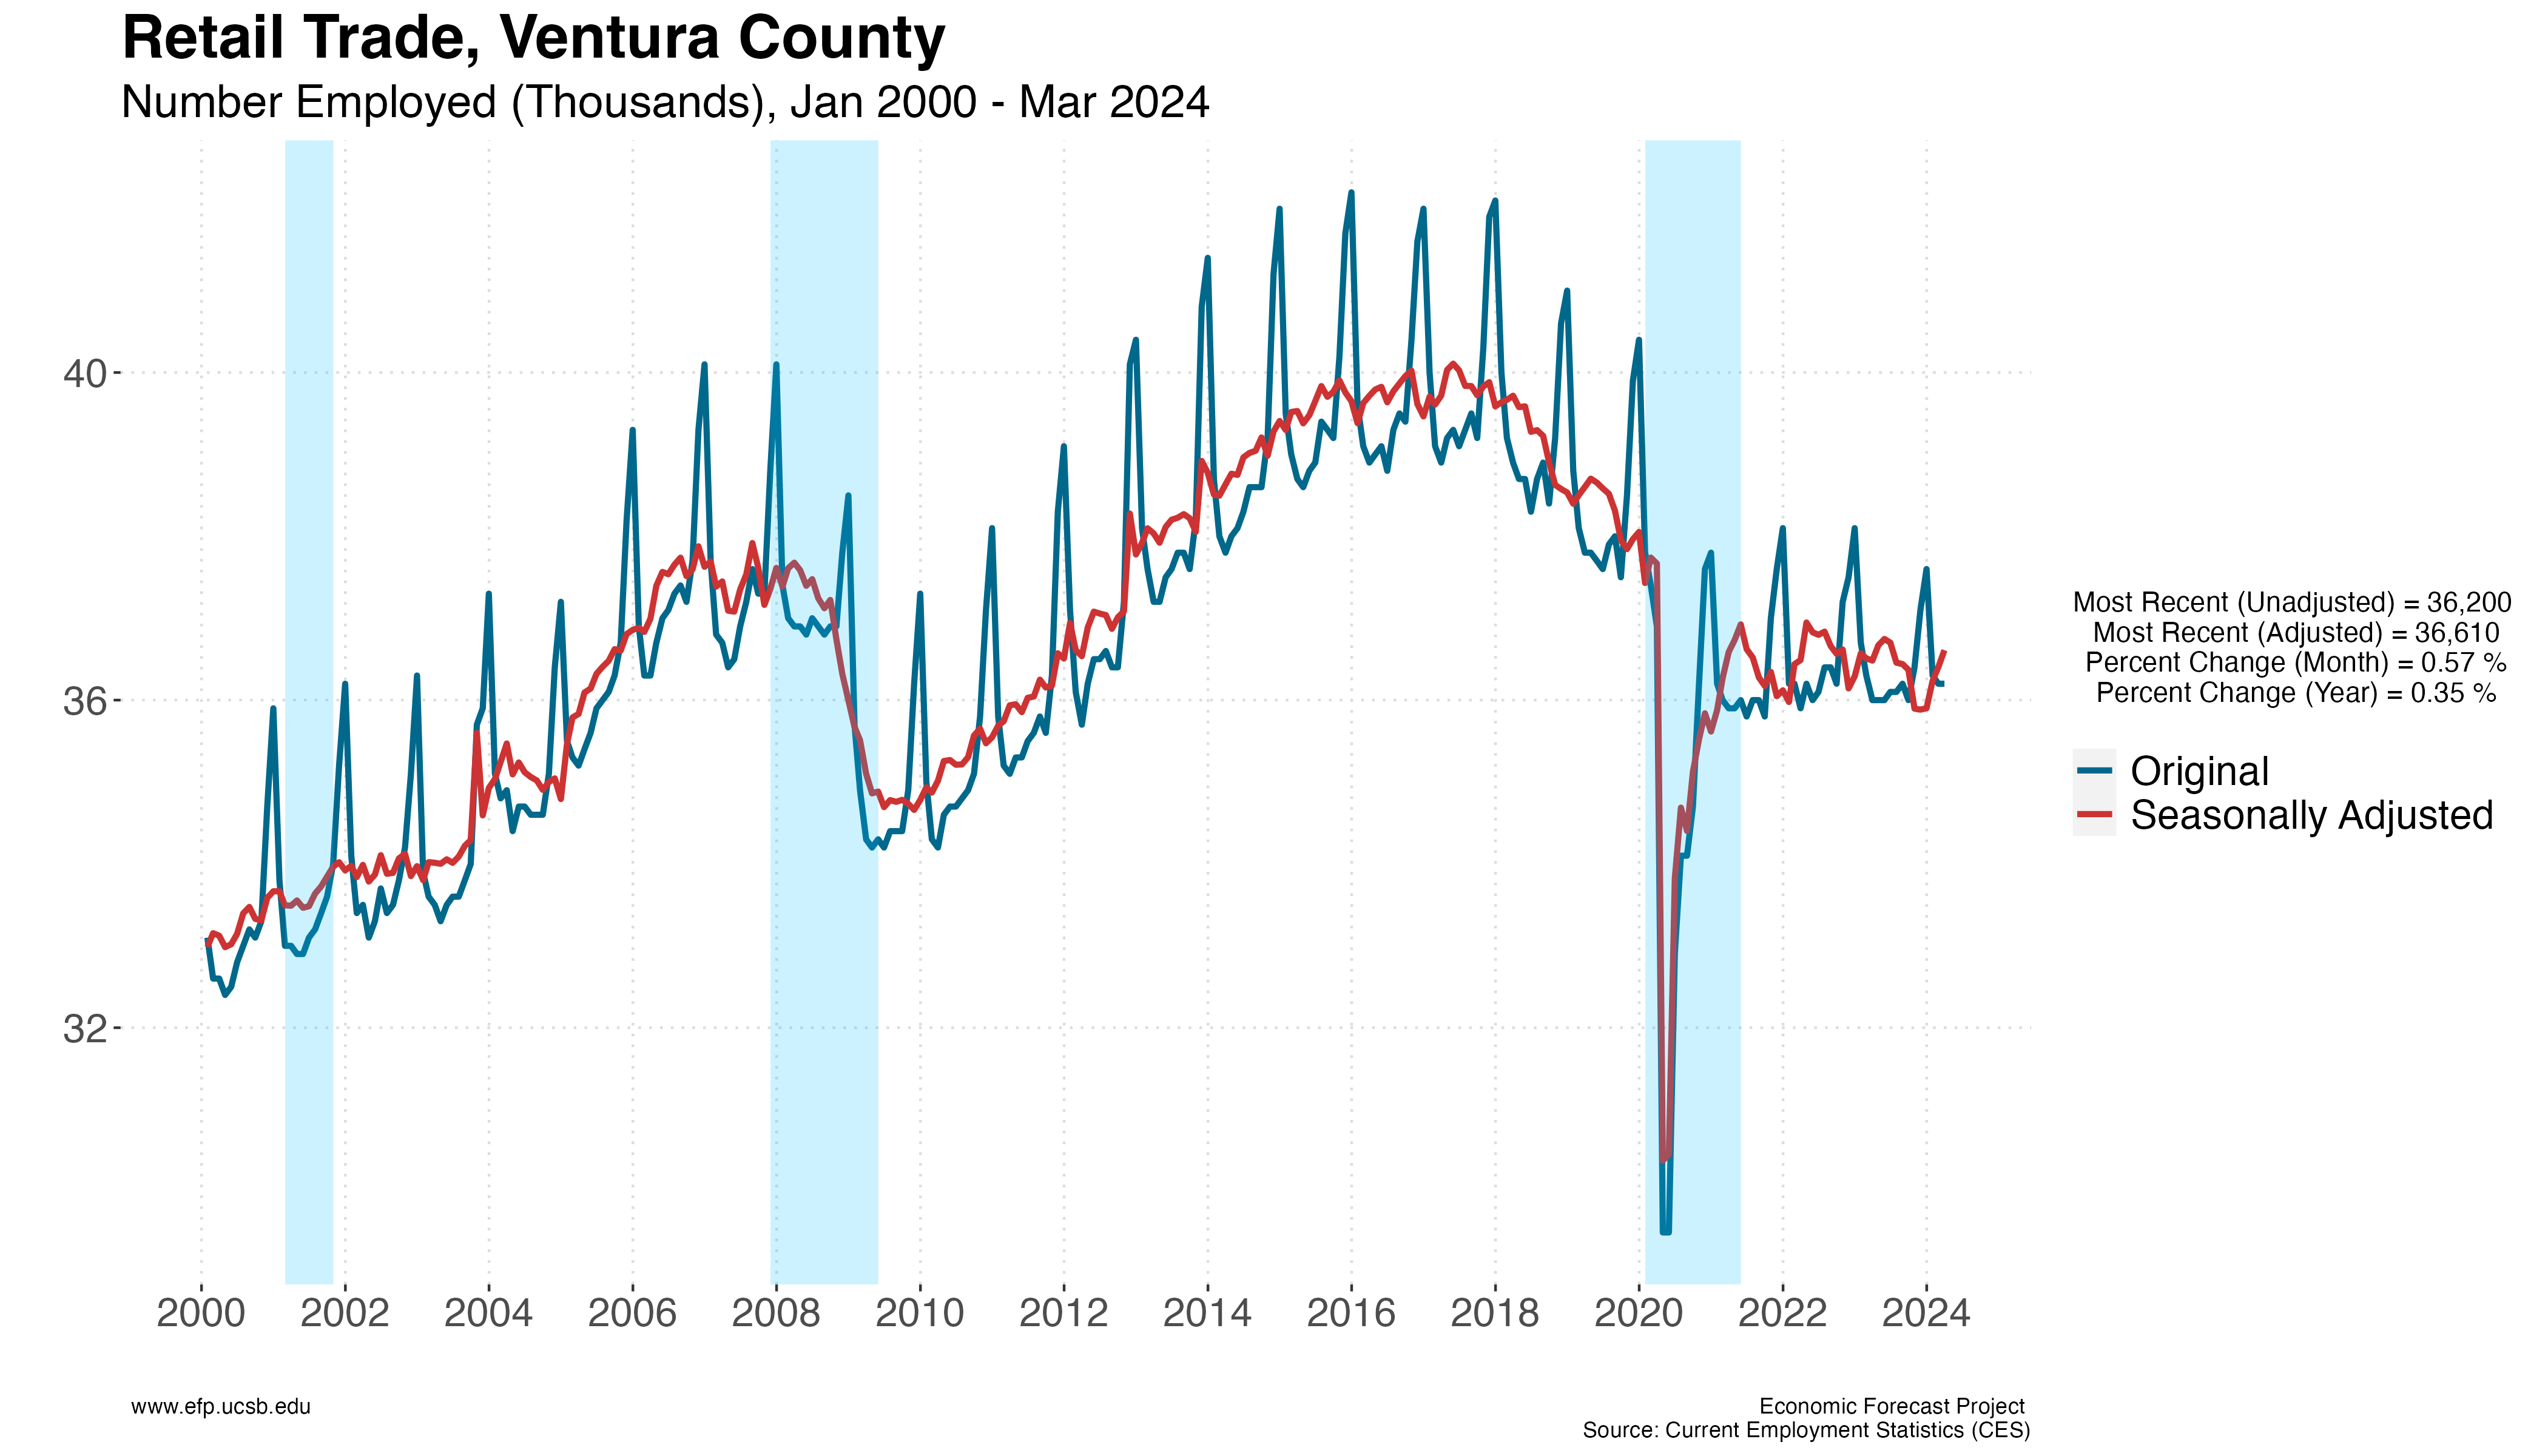 Retail Trade, Ventura County
Number Employed (Thousands), Jan 2000 - Mar 2024
40
36
32
2000 2002 2004 2006 2008 2010 2012 2014 2016 2018 2020 2022 2024
Most Recent (Unadjusted) = 36,200
Most Recent (Adjusted) = 36,610
Percent Change (Month) = 0.57 %
Percent Change (Year) = 0.35 %
Original
Seasonally Adjusted
www.efp.ucsb.edu
Economic Forecast Project
Source: Current Employment Statistics (CES)